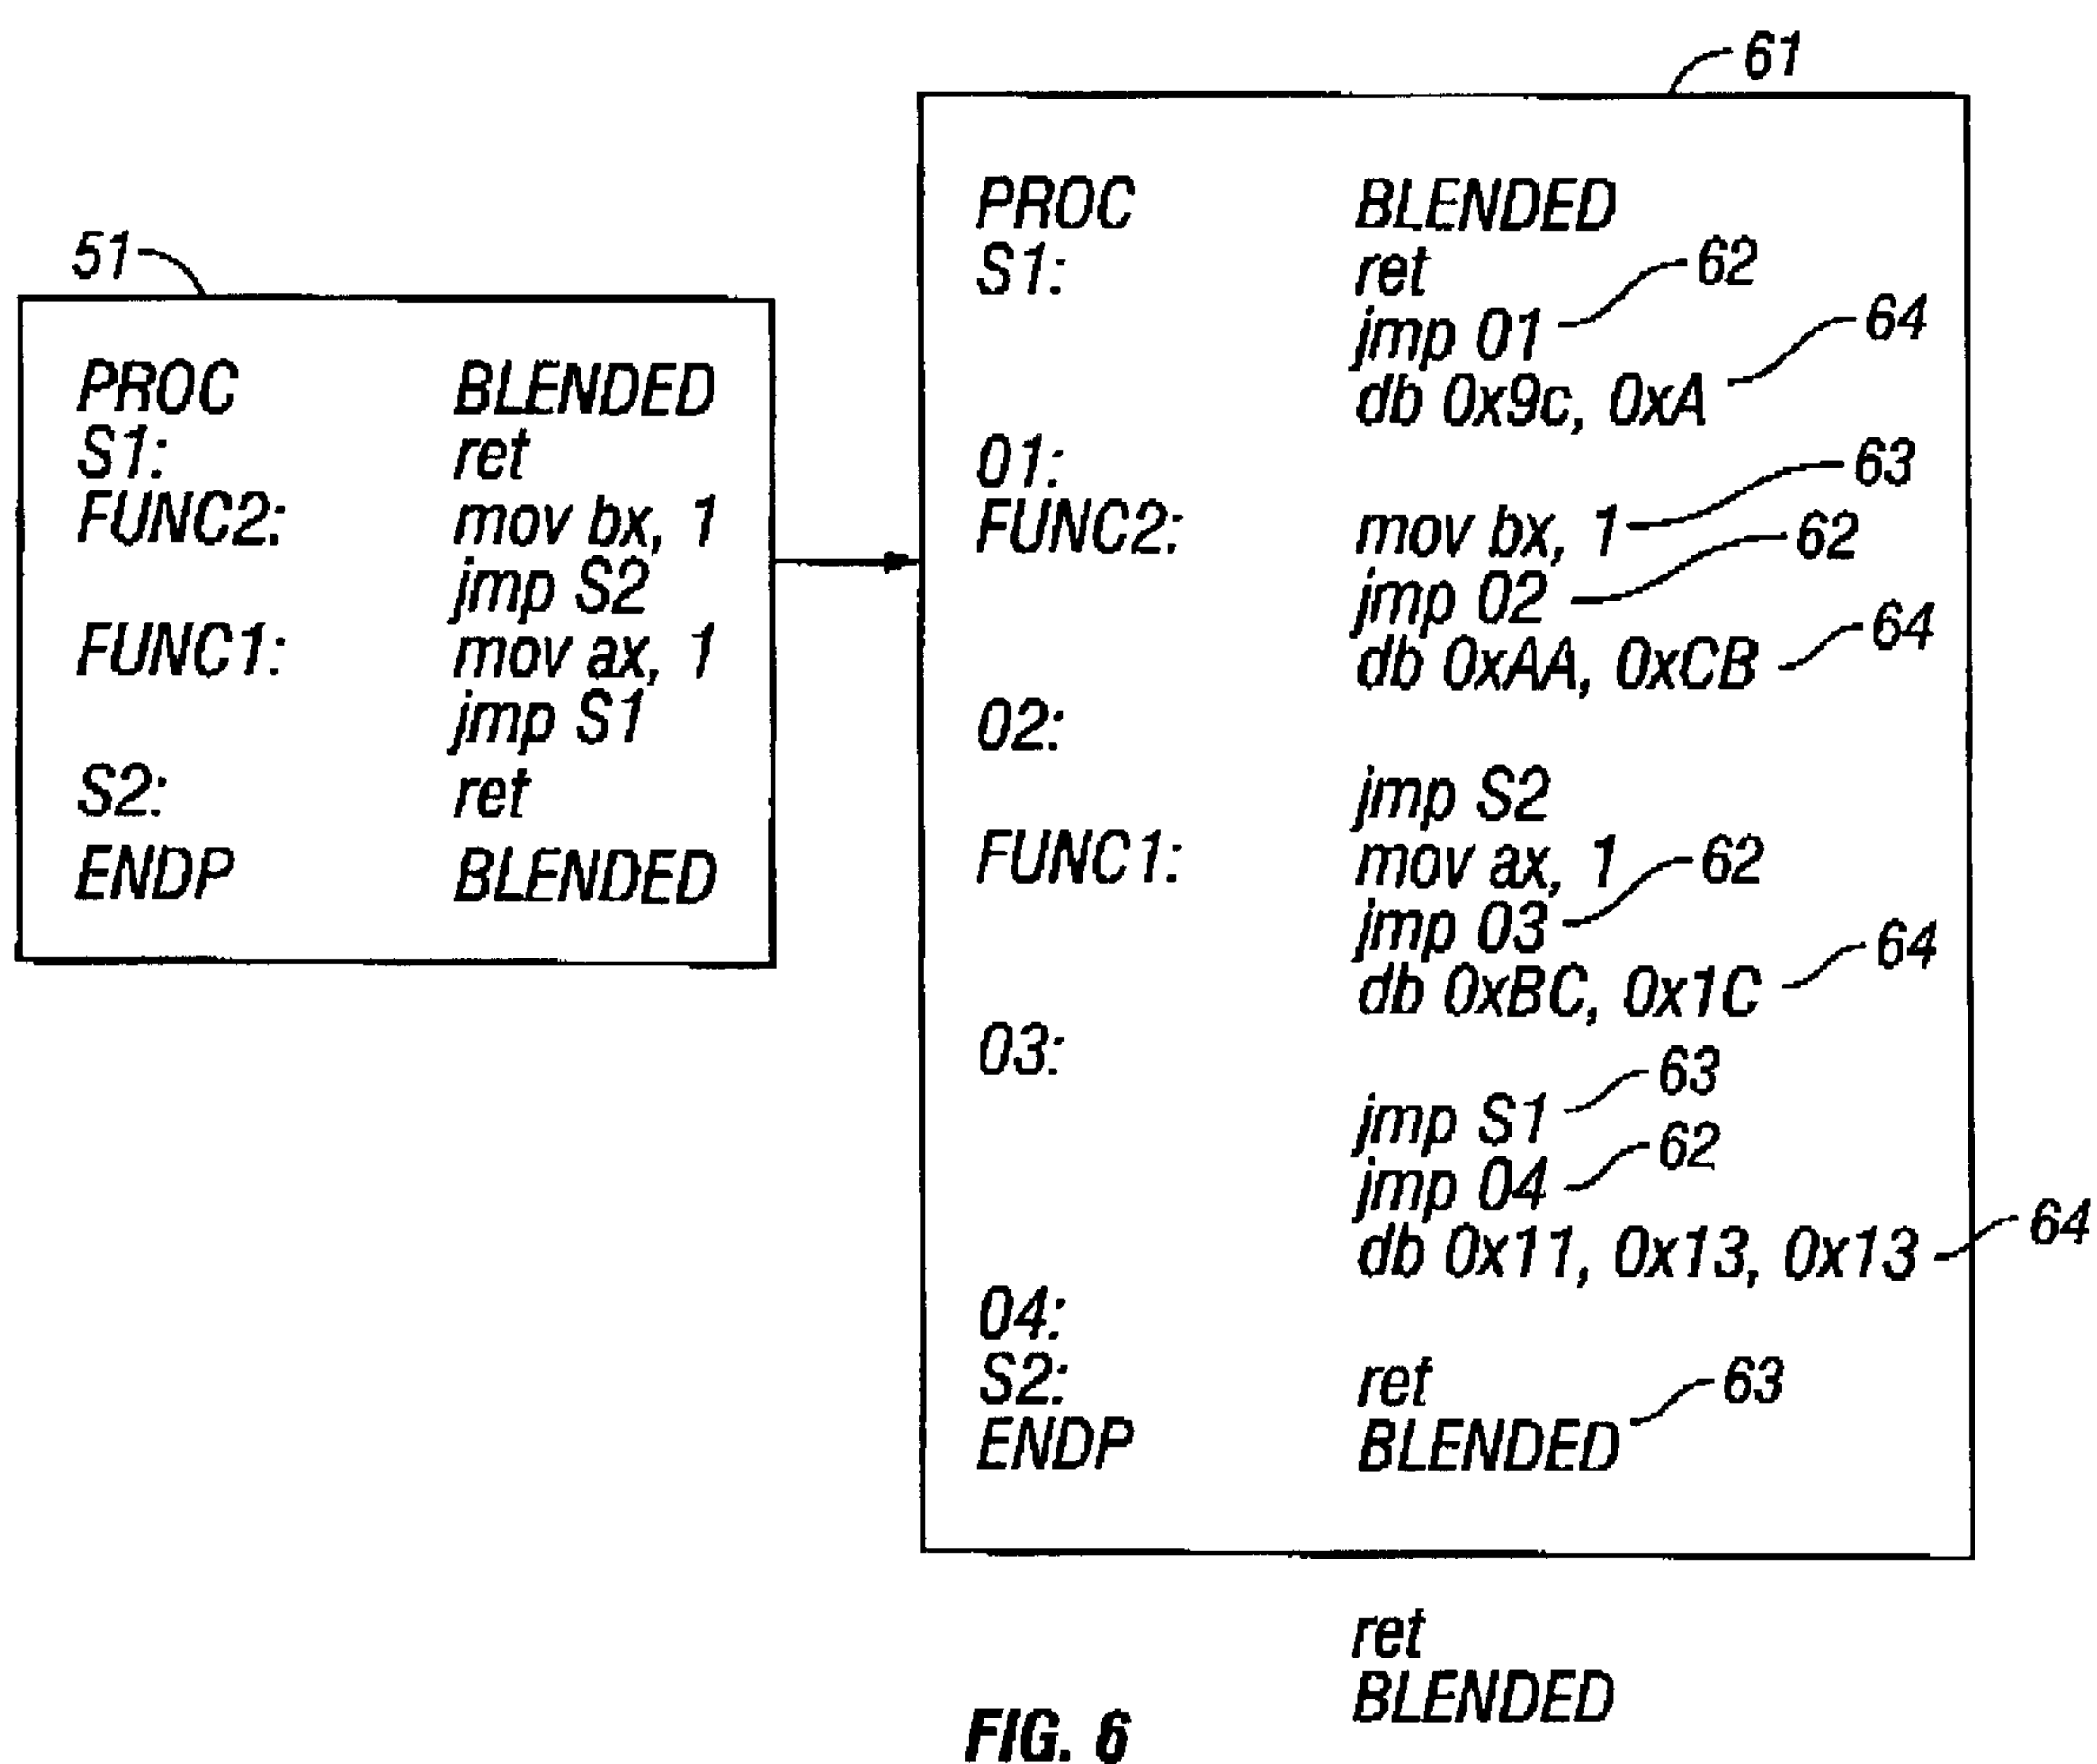 51
PROC BLENDED
S1: ret
FUNC2: mov bx, 1
jmp S2
FUNC1: mov ax, 1
jmp S1
S2: ret
ENDP BLENDED
61
PROC BLENDED
S1: ret 62
jmp 01 64
db 0x9c, 0xA
01: 63
FUNC2: mov bx, 1 62
jmp 02 64
db 0xAA, 0xCB
02:
jmp S2
FUNC1: mov ax, 1 62
jmp 03 64
db 0xBC, 0x1C
03: 63
jmp S1 62
jmp 04 64
db 0x11, 0x13, 0x13
04:
S2: ret 63
ENDP BLENDED
ret
BLENDED
FIG. 6